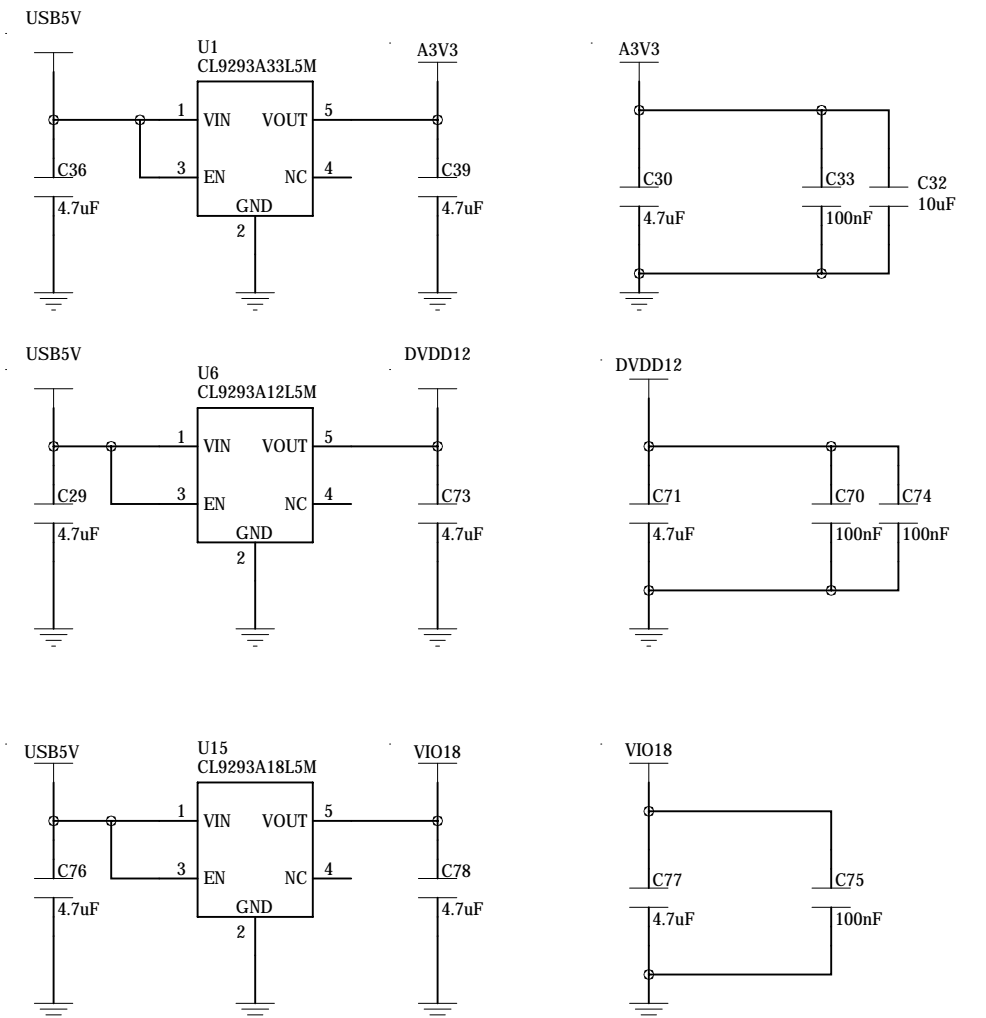 USB5V
U1
CL9293A33L5M
A3V3
1 VIN VOUT 5
3 EN NC 4
GND
2
C36
4.7uF
C39
4.7uF
A3V3
C30
4.7uF
C33
100nF
C32
10uF
USB5V
U6
CL9293A12L5M
DVDD12
1 VIN VOUT 5
3 EN NC 4
GND
2
C29
4.7uF
C73
4.7uF
DVDD12
C71
4.7uF
C70
100nF
C74
100nF
USB5V
U15
CL9293A18L5M
VIO18
1 VIN VOUT 5
3 EN NC 4
GND
2
C76
4.7uF
C78
4.7uF
VIO18
C77
4.7uF
C75
100nF